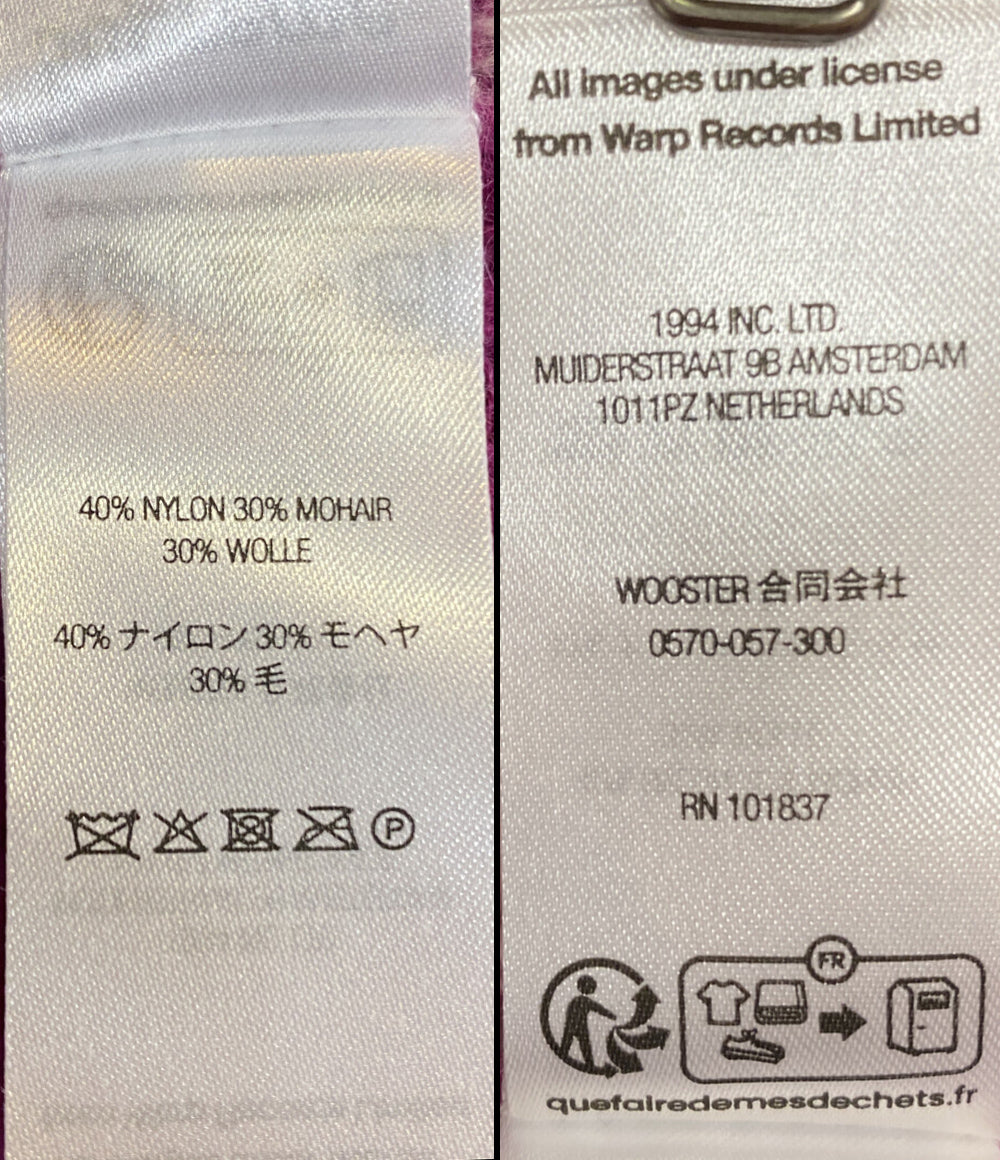 40% NYLON 30% MOHAIR
30% WOLLE
40% ナイロン 30% モヘヤ
30% 毛
P
All images under license
from Warp Records Limited
1994 INC. LTD.
MUIDERSTRAAT 9B AMSTERDAM
1011PZ NETHERLANDS
WOOSTER 合同会社
0570-057-300
RN 101837
FR
quefairedemesdechets.fr